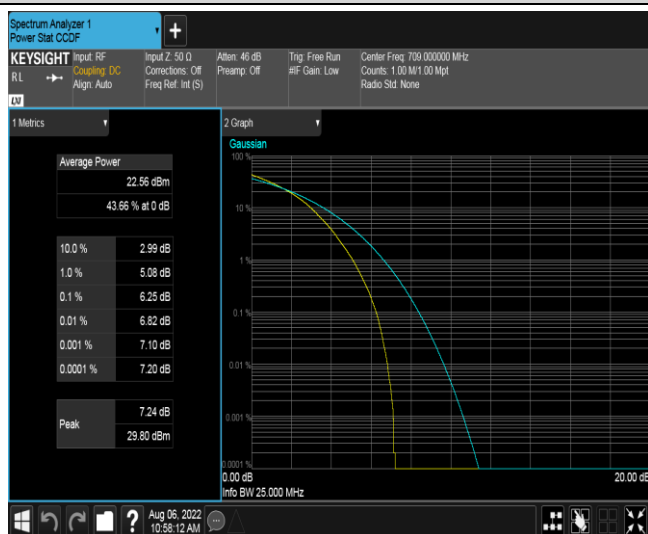 Spectrum Analyzer 1
Power Stat CCDF
+
KEYSIGHT
RL
LXI
Input: RF
Coupling: DC
Align: Auto
Input Z: 50 Ω
Corrections: Off
Freq Ref: Int (S)
Atten: 46 dB
Preamp: Off
Trig: Free Run
#IF Gain: Low
Center Freq: 709.000000 MHz
Counts: 1.00 M/1.00 Mpt
Radio Std: None
1 Metrics
Average Power
22.56 dBm
43.66 % at 0 dB
10.0 % 2.99 dB
1.0 % 5.08 dB
0.1 % 6.25 dB
0.01 % 6.82 dB
0.001 % 7.10 dB
0.0001 % 7.20 dB
Peak 7.24 dB
29.80 dBm
2 Graph
Gaussian
100 %
10 %
1 %
0.1 %
0.01 %
0.001 %
0.0001 %
0.00 dB 20.00 dB
Info BW 25.000 MHz
? Aug 06, 2022
10:58:12 AM